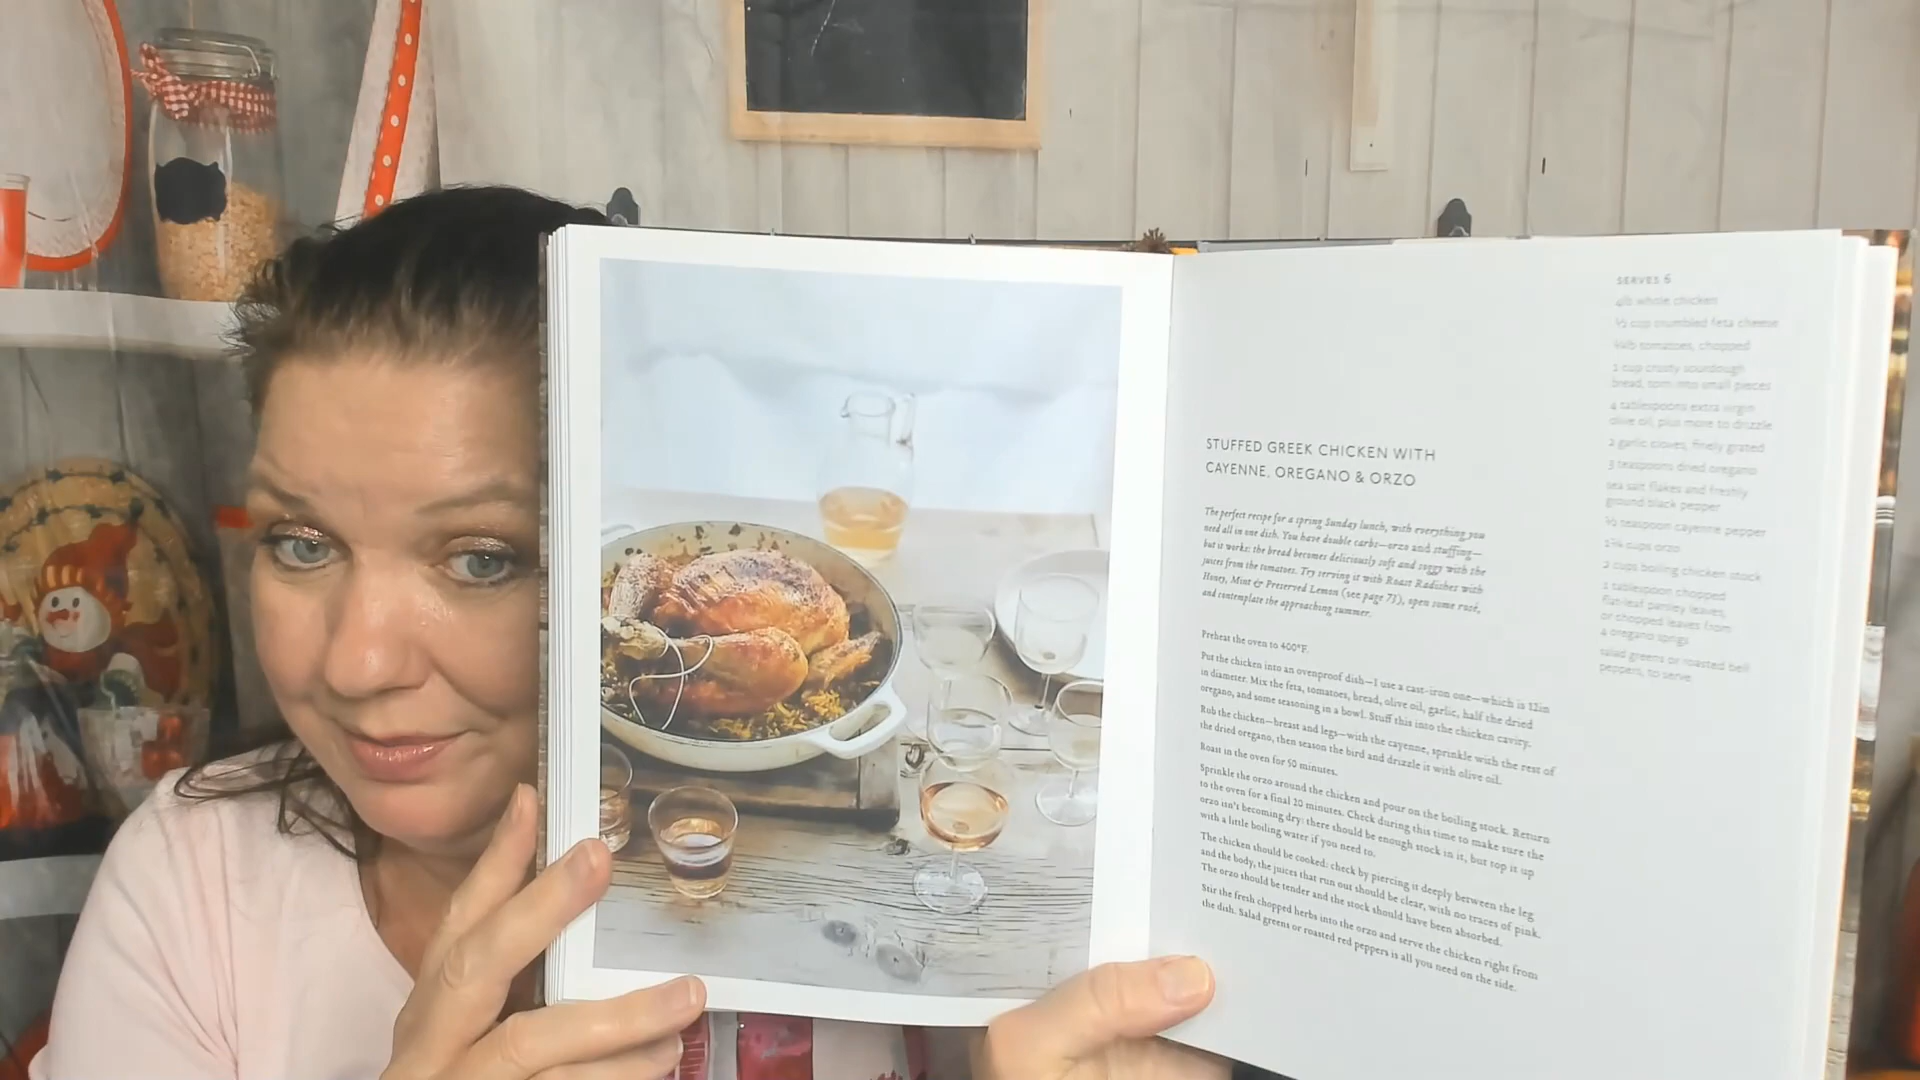 STUFFED GREEK CHICKEN WITH
CAYENNE, OREGANO & ORZO
The perfect recipe for a spring Sunday lunch, with everything you
need all in one dish. You have double carbs—orzo and stuffing—
but it works: the bread becomes deliciously soft and soggy with the
juices from the tomatoes. Try serving it with Roast Radishes with
Honey, Mint & Preserved Lemon (see page 73), open some rosé,
and contemplate the approaching summer.
Preheat the oven to 400°F.
Put the chicken into an ovenproof dish—I use a cast-iron one—which is 12in
in diameter. Mix the feta, tomatoes, bread, olive oil, garlic, half the dried
oregano, and some seasoning in a bowl. Stuff this into the chicken cavity.
Rub the chicken—breast and legs—with the cayenne, sprinkle with the rest of
the dried oregano, then season the bird and drizzle it with olive oil.
Roast in the oven for 50 minutes.
Sprinkle the orzo around the chicken and pour on the boiling stock. Return
to the oven for a final 20 minutes. Check during this time to make sure the
orzo isn't becoming dry: there should be enough stock in it, but top it up
with a little boiling water if you need to.
The chicken should be cooked: check by piercing it deeply between the leg
and the body, the juices that run out should be clear, with no traces of pink.
The orzo should be tender and the stock should have been absorbed.
Stir the fresh chopped herbs into the orzo and serve the chicken right from
the dish. Salad greens or roasted red peppers is all you need on the side.
SERVES 6
4lb whole chicken
½ cup crumbled feta cheese
tomatoes, chopped
1 cup crusty sourdough
bread, torn into small pieces
4 tablespoons extra virgin
olive oil, plus more to drizzle
2 garlic cloves, finely grated
3 teaspoons dried oregano
sea salt flakes and freshly
ground black pepper
½ teaspoon cayenne pepper
cups orzo
2 cups boiling chicken stock
1 tablespoon chopped
flat-leaf parsley leaves,
or chopped leaves from
4 oregano sprigs
salad greens or roasted bell
peppers, to serve